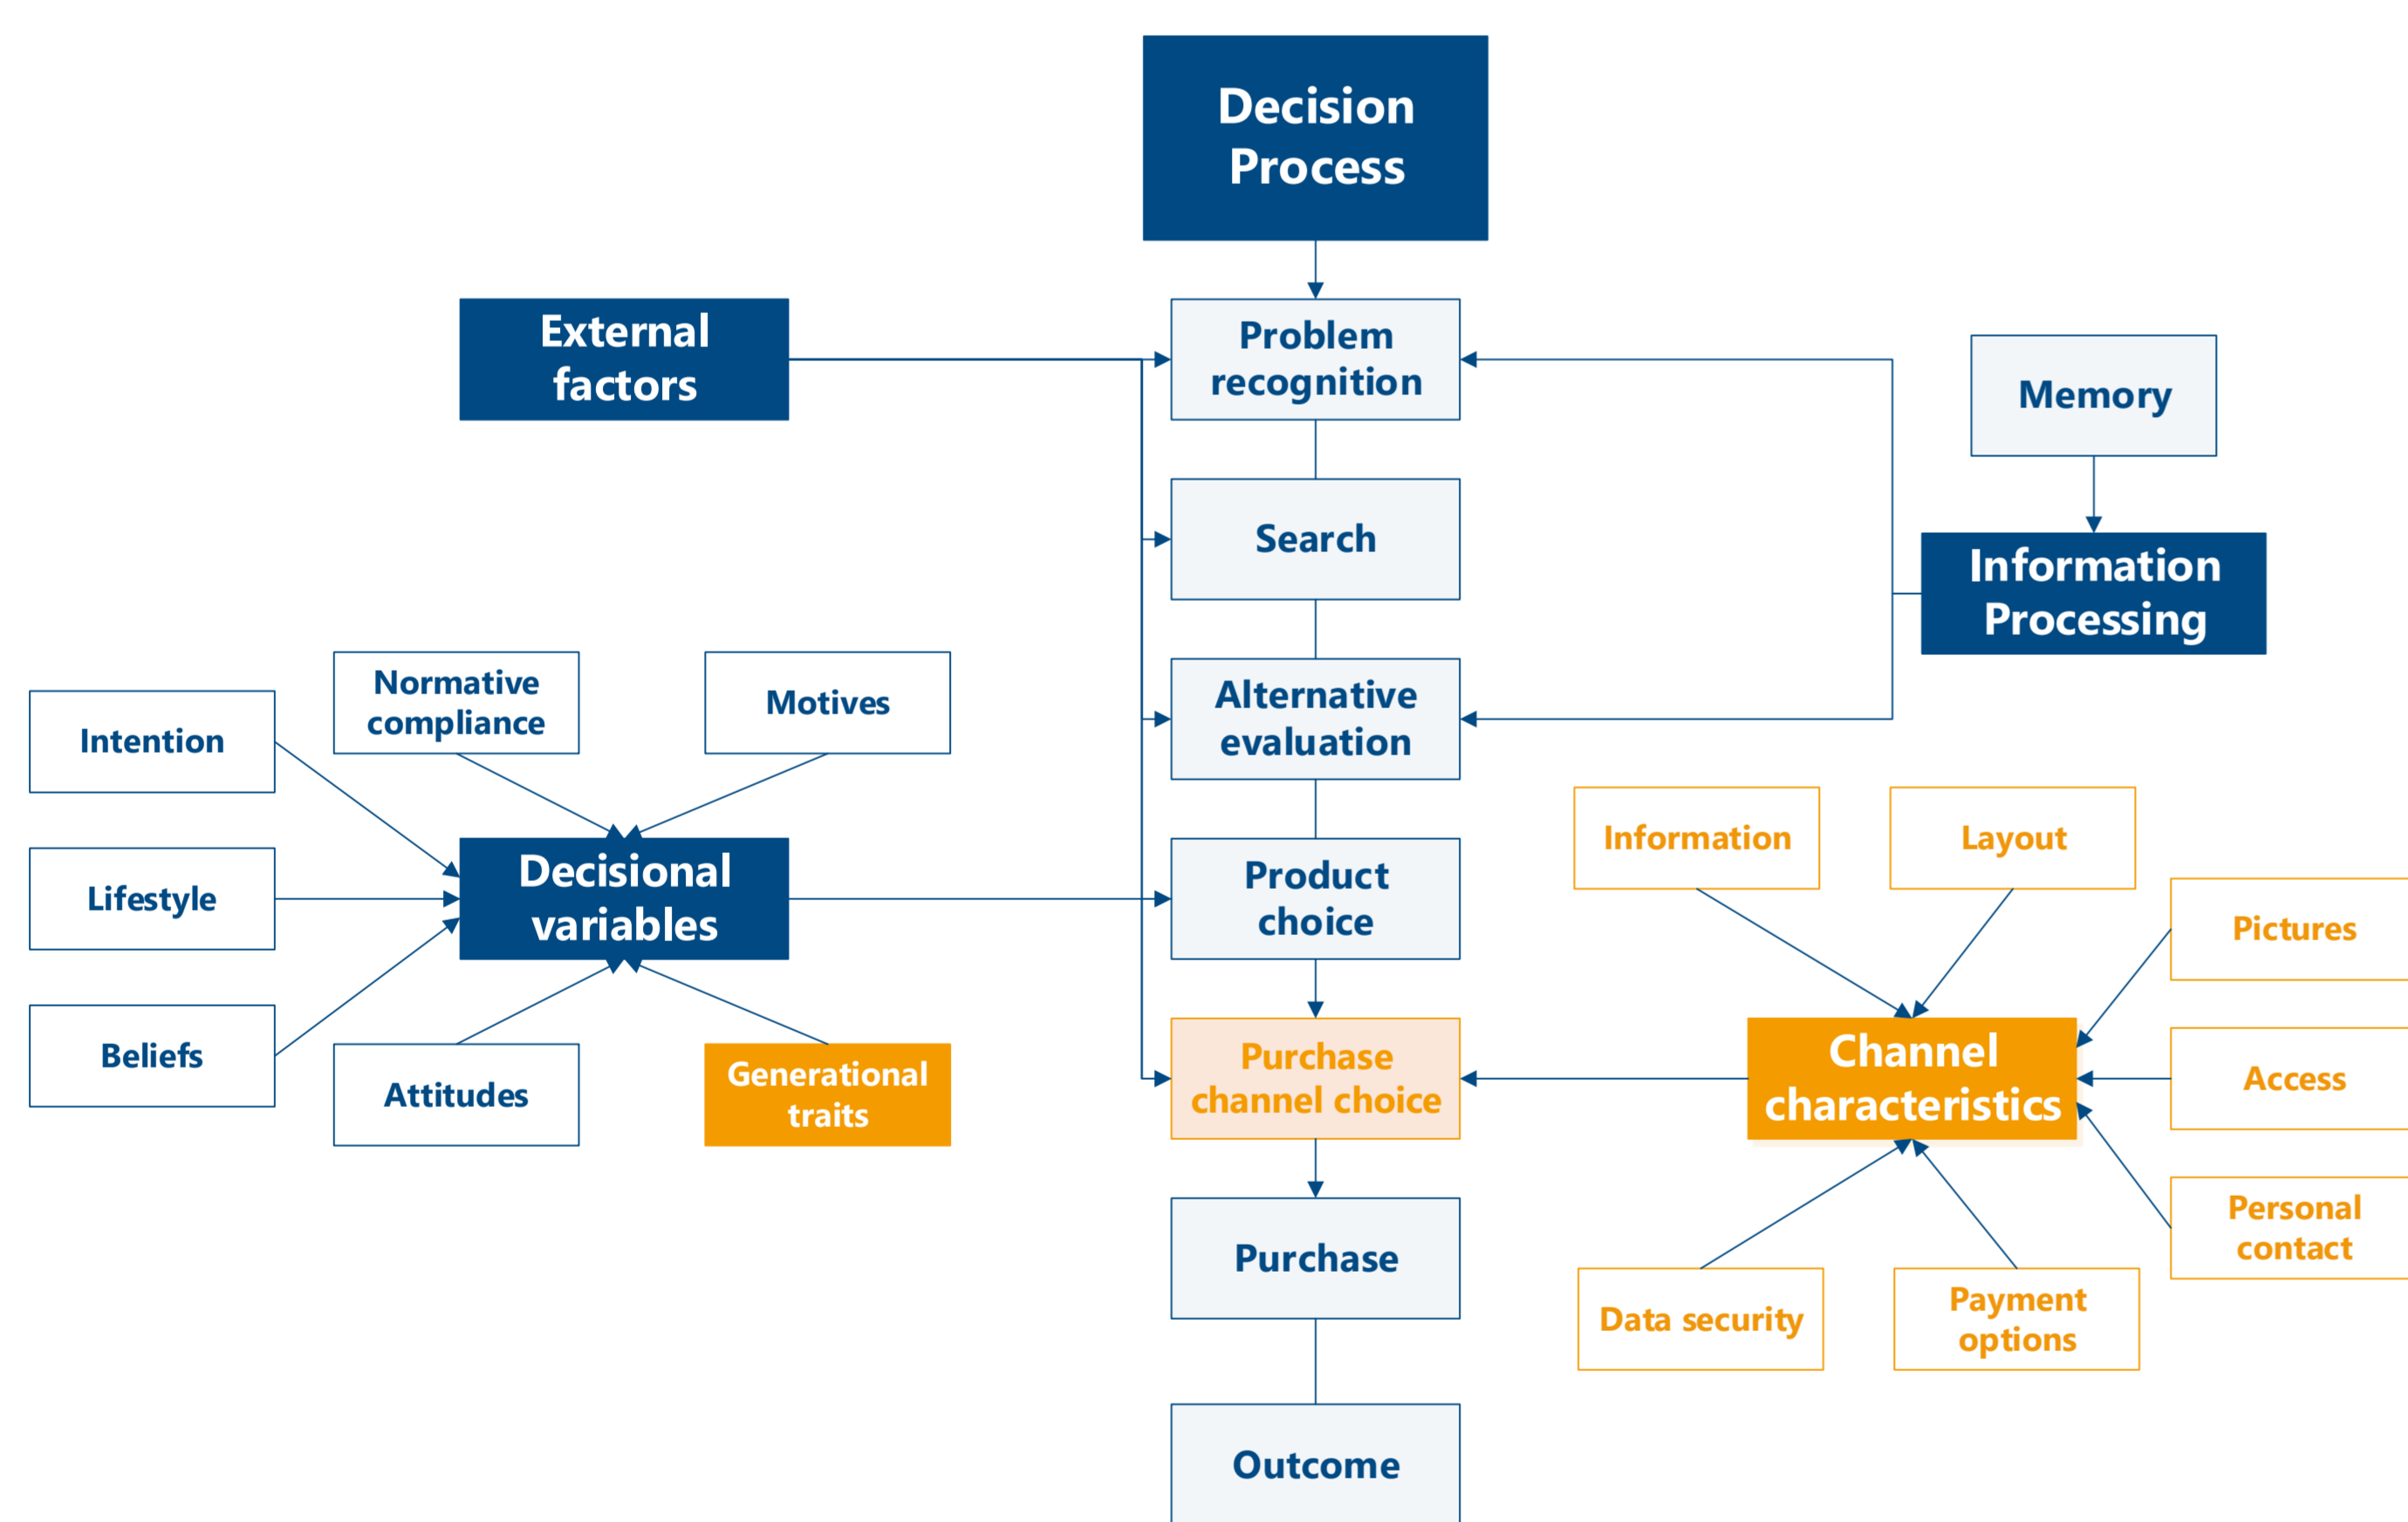 Decision
Process
External
factors
Problem
recognition
Memory
Search
Information
Processing
Normative
compliance
Motives
Intention
Alternative
evaluation
Information
Layout
Decisional
variables
Product
choice
Lifestyle
Pictures
Beliefs
Attitudes
Generational
traits
Purchase
channel choice
Channel
characteristics
Access
Personal
contact
Purchase
Data security
Payment
options
Outcome